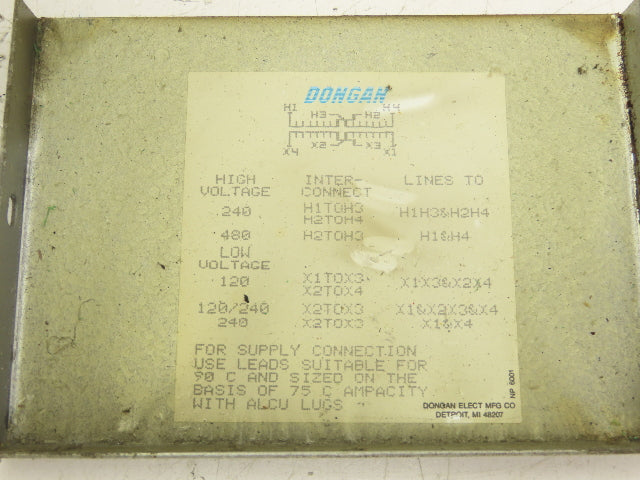 DONGAN
H1 H4
H3 H2
X2 X3
X4 X1
HIGH INTER- LINES TO
VOLTAGE CONNECT
240 H1TOH3 H1H3&H2H4
H2TOH4
480 H2TOH3 H1&H4
LOW
VOLTAGE
120 X1TOX3 X1X3&X2X4
X2TOX4
120/240 X2TOX3 X1&X2X3&X4
240 X2TOX3 X1&X4
FOR SUPPLY CONNECTION
USE LEADS SUITABLE FOR
90 C AND SIZED ON THE
BASIS OF 75 C AMPACITY
WITH ALCU LUGS
DONGAN ELECT MFG CO
DETROIT, MI 48207
NP 6001